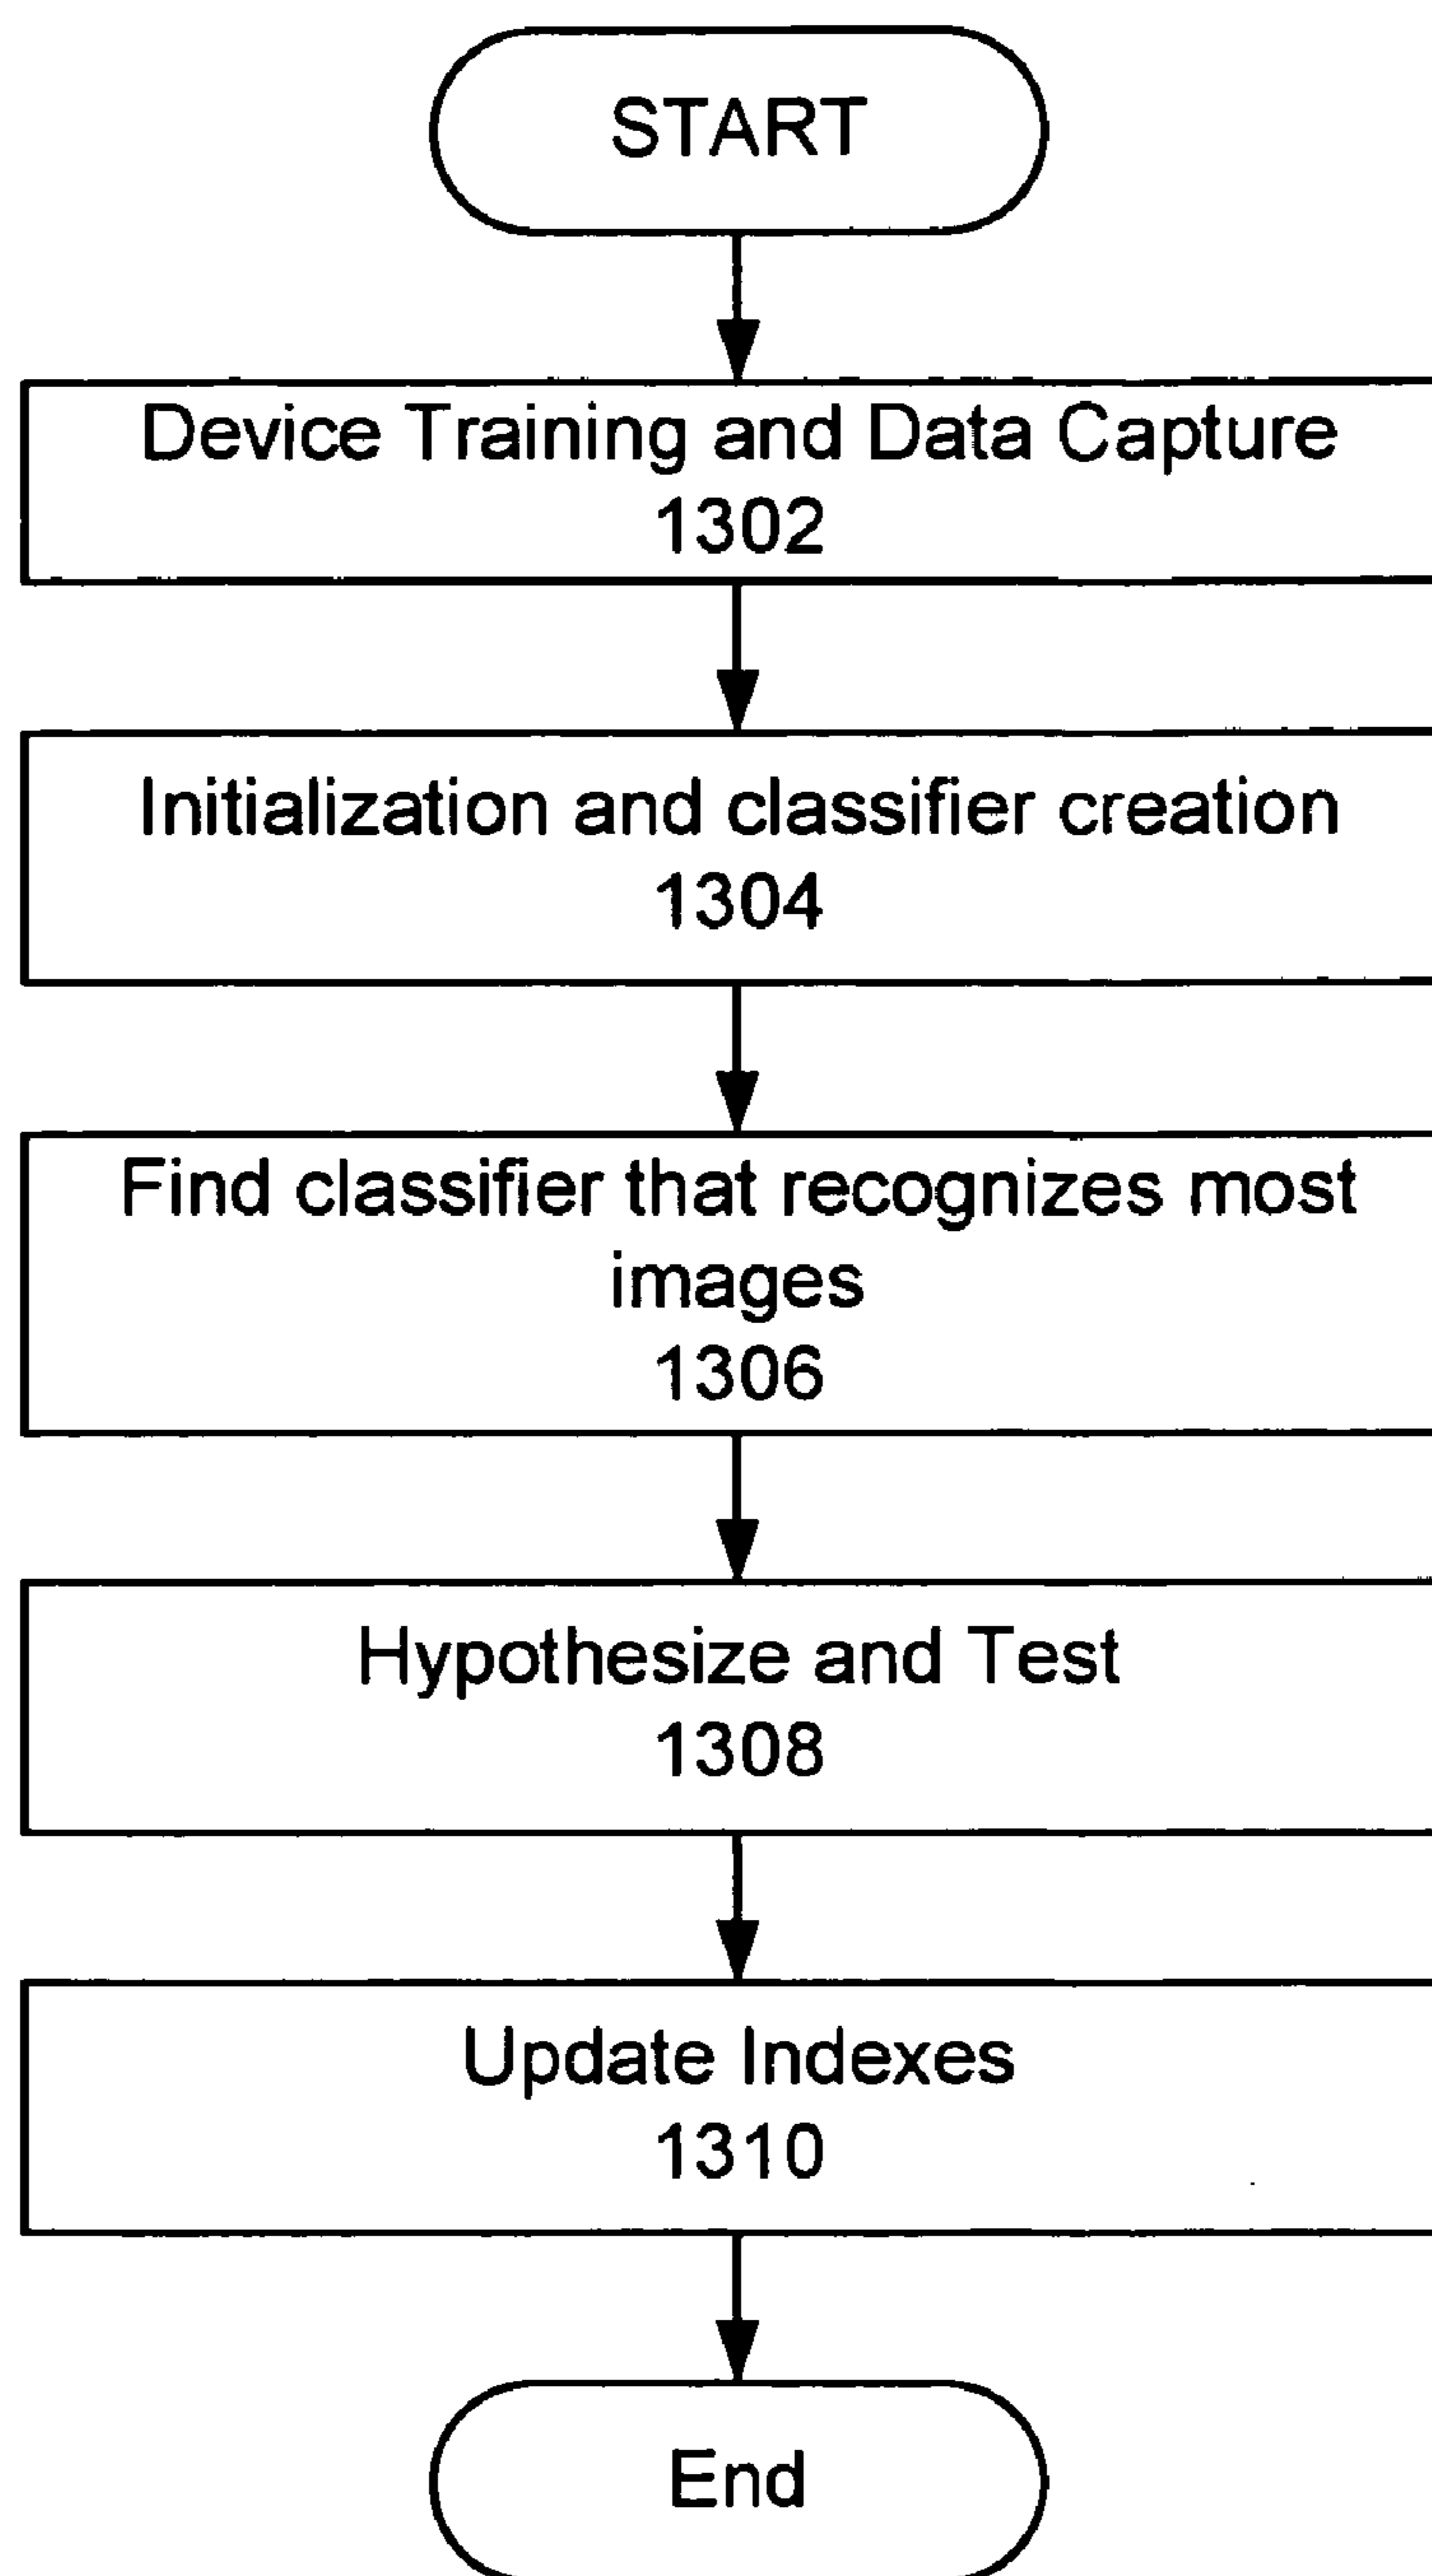 START
Device Training and Data Capture
1302
Initialization and classifier creation
1304
Find classifier that recognizes most
images
1306
Hypothesize and Test
1308
Update Indexes
1310
End